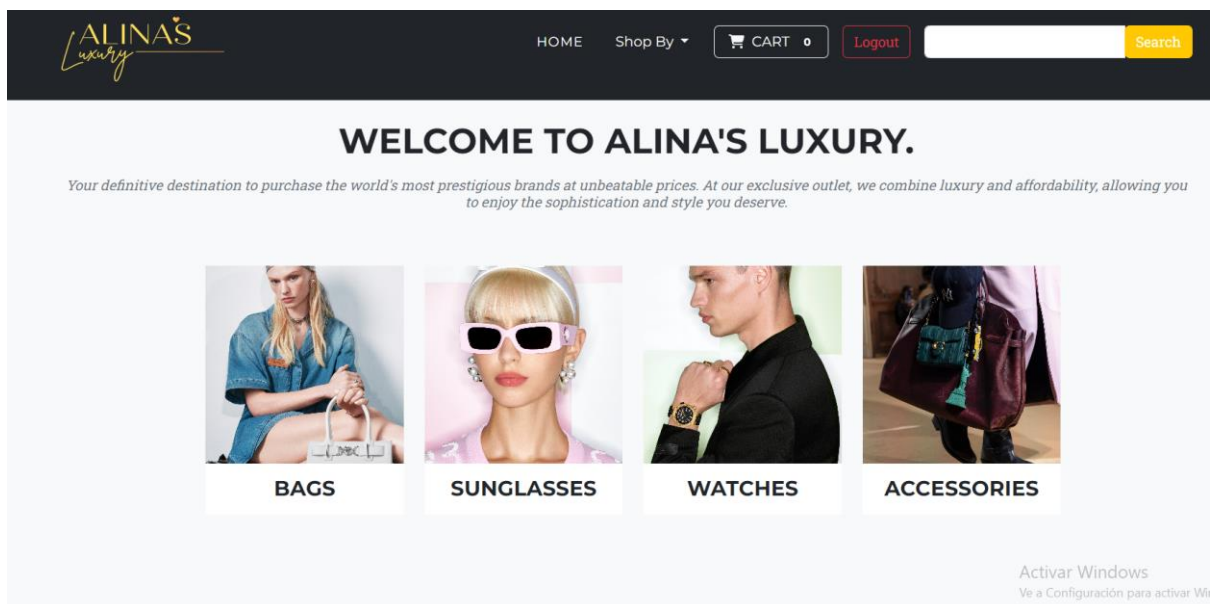 ALINA'S
Luxury
HOME Shop By CART 0 Logout Search
WELCOME TO ALINA'S LUXURY.
Your definitive destination to purchase the world's most prestigious brands at unbeatable prices. At our exclusive outlet, we combine luxury and affordability, allowing you
to enjoy the sophistication and style you deserve.
BAGS SUNGLASSES WATCHES ACCESSORIES
Activar Windows
Ve a Configuración para activar Wi